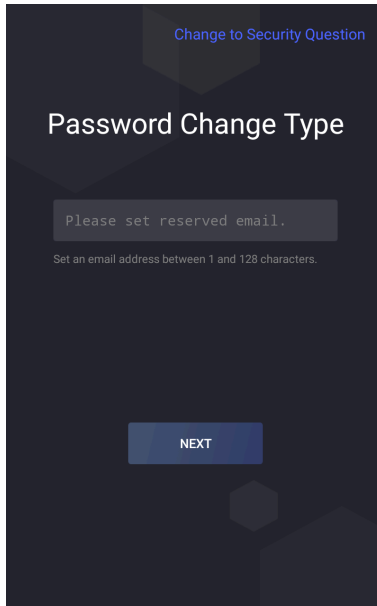 Change to Security Question
Password Change Type
Please set reserved email.
Set an email address between 1 and 128 characters.
NEXT